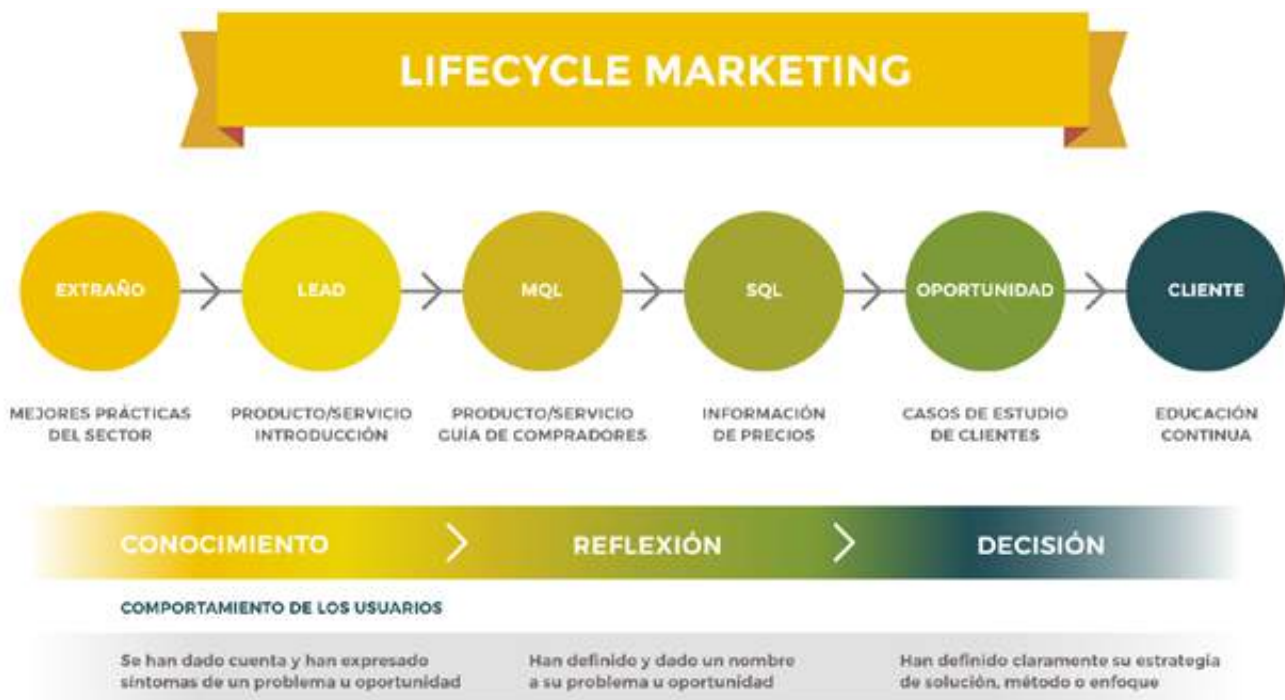 LIFECYCLE MARKETING
EXTRAÑO
LEAD
MQL
SQL
OPORTUNIDAD
CLIENTE
MEJORES PRÁCTICAS
DEL SECTOR
PRODUCTO/SERVICIO
INTRODUCCIÓN
PRODUCTO/SERVICIO
GUÍA DE COMPRADORES
INFORMACIÓN
DE PRECIOS
CASOS DE ESTUDIO
DE CLIENTES
EDUCACIÓN
CONTINUA
CONOCIMIENTO
REFLEXIÓN
DECISIÓN
COMPORTAMIENTO DE LOS USUARIOS
Se han dado cuenta y han expresado
síntomas de un problema u oportunidad
Han definido y dado un nombre
a su problema u oportunidad
Han definido claramente su estrategia
de solución, método o enfoque